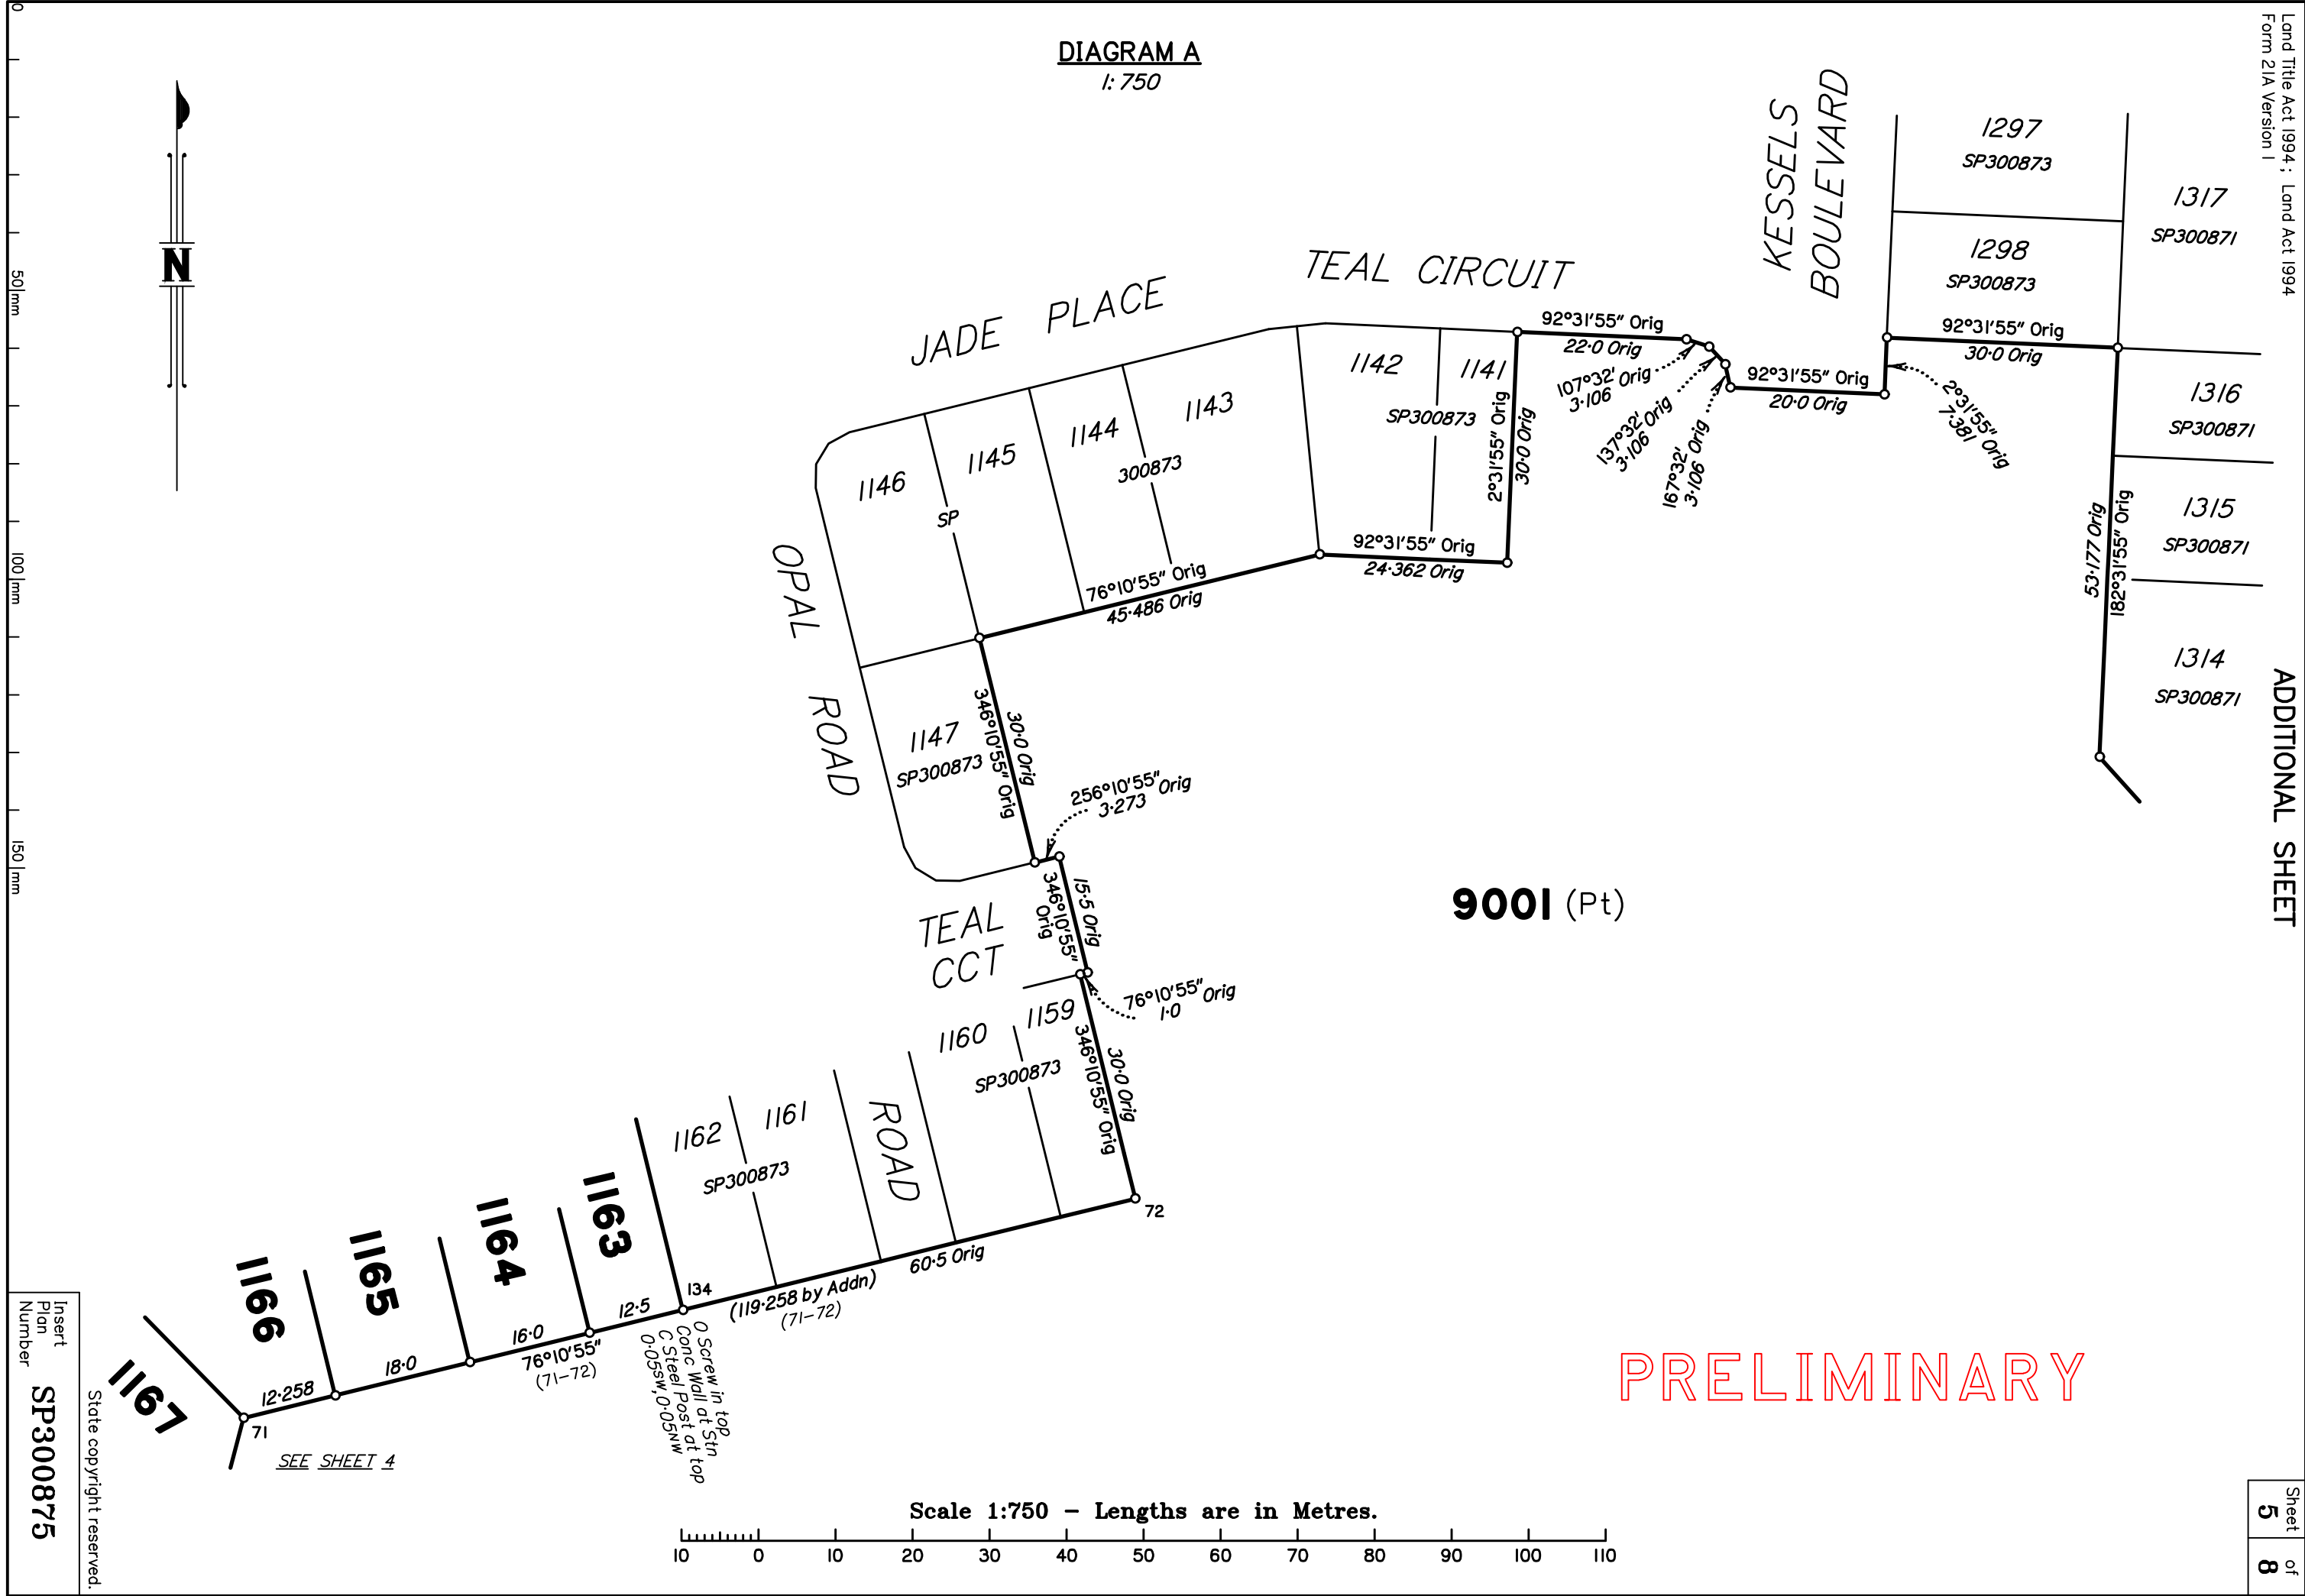 Land Title Act 1994 ; Land Act 1994
Form 21A Version 1
ADDITIONAL SHEET
Sheet 5 of 8
DIAGRAM A
1:750
0
50 mm
100 mm
150 mm
N
KESSELS
BOULEVARD
TEAL CIRCUIT
JADE PLACE
OPAL ROAD
TEAL
CCT
ROAD
1297
SP300873
1298
SP300873
1317
SP300871
1316
SP300871
1315
SP300871
1314
SP300871
92°31'55" Orig
22·0 Orig
107°32' Orig
3·106
137°32' Orig
3·106
167°32' Orig
3·106
92°31'55" Orig
20·0 Orig
2°31'55" Orig
7·381
92°31'55" Orig
30·0 Orig
53·177 Orig
182°31'55" Orig
1142
1141
SP300873
2°31'55" Orig
30·0 Orig
92°31'55" Orig
24·362 Orig
1143
1144
300873
1145
1146
SP
76°10'55" Orig
45·486 Orig
1147
SP300873
30·0 Orig
346°10'55" Orig
256°10'55" Orig
3·273
15·5 Orig
346°10'55"
Orig
76°10'55" Orig
1·0
9001 (Pt)
1159
1160
SP300873
30·0 Orig
346°10'55" Orig
72
1161
1162
SP300873
60·5 Orig
(119·258 by Addn)
(71-72)
134
O Screw in top
Conc Wall at Stn
C Steel Post at top
0·05SW, 0·05NW
1163
1164
1165
1166
1167
12·5
16·0
76°10'55"
(71-72)
18·0
12·258
71
SEE SHEET 4
PRELIMINARY
Scale 1:750 – Lengths are in Metres.
10 0 10 20 30 40 50 60 70 80 90 100 110
State copyright reserved.
Insert
Plan
Number
SP300875